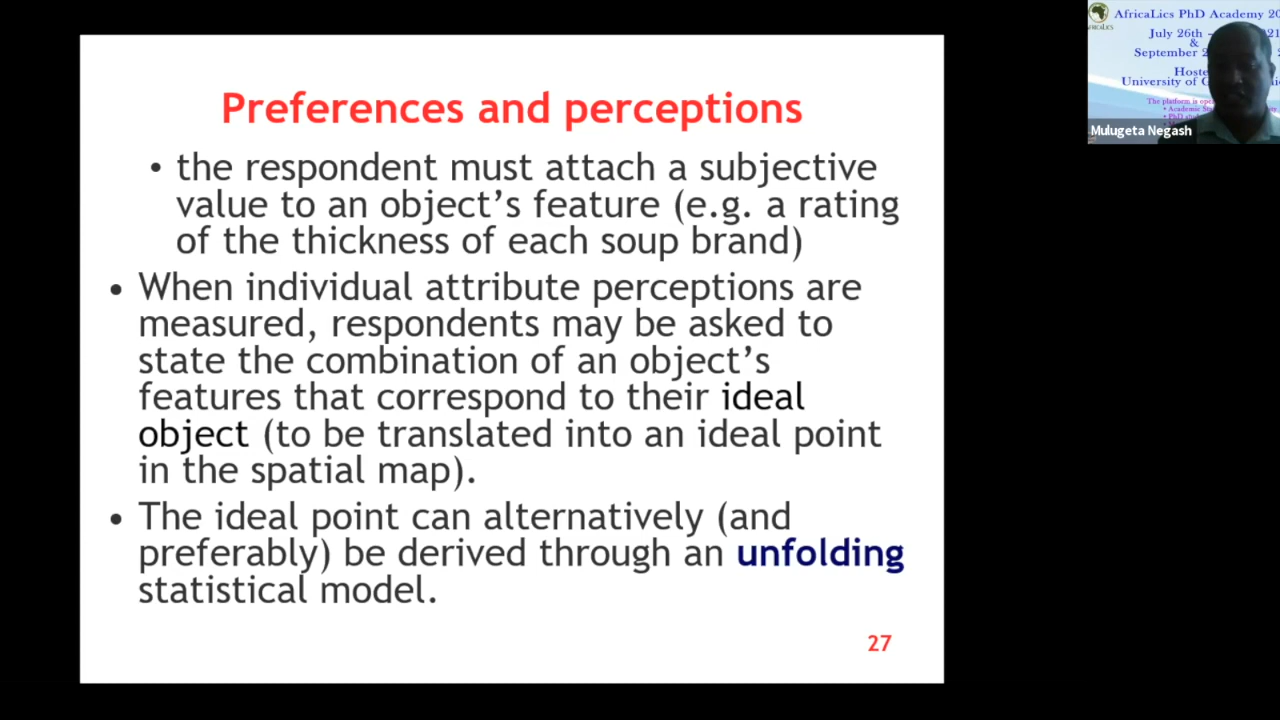 Preferences and perceptions
• the respondent must attach a subjective
value to an object's feature (e.g. a rating
of the thickness of each soup brand)
• When individual attribute perceptions are
measured, respondents may be asked to
state the combination of an object's
features that correspond to their ideal
object (to be translated into an ideal point
in the spatial map).
• The ideal point can alternatively (and
preferably) be derived through an unfolding
statistical model.
27
AfricaLics PhD Academy
July 26th
&
September
University of
The platform is
Mulugeta Negash